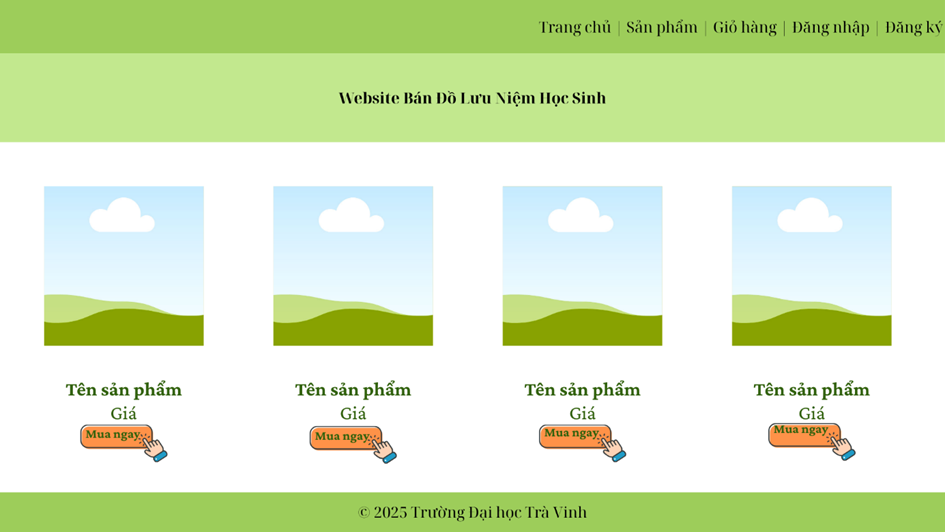 Trang chủ | Sản phẩm | Giỏ hàng | Đăng nhập | Đăng ký
Website Bán Đồ Lưu Niệm Học Sinh
Tên sản phẩm
Giá
Mua ngay
Tên sản phẩm
Giá
Mua ngay
Tên sản phẩm
Giá
Mua ngay
Tên sản phẩm
Giá
Mua ngay
© 2025 Trường Đại học Trà Vinh